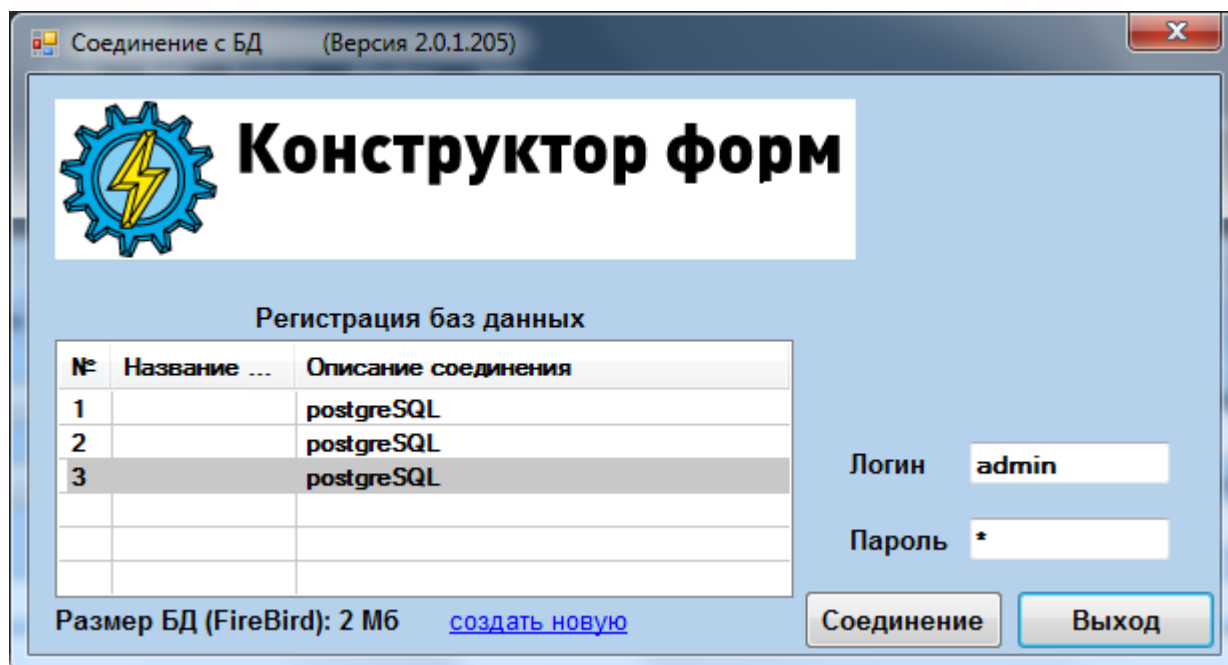 Соединение с БД (Версия 2.0.1.205)
x
Конструктор форм
Регистрация баз данных
№ Название ... Описание соединения
1 postgreSQL
2 postgreSQL
3 postgreSQL
Логин admin
Пароль *
Размер БД (FireBird): 2 Мб создать новую
Соединение Выход